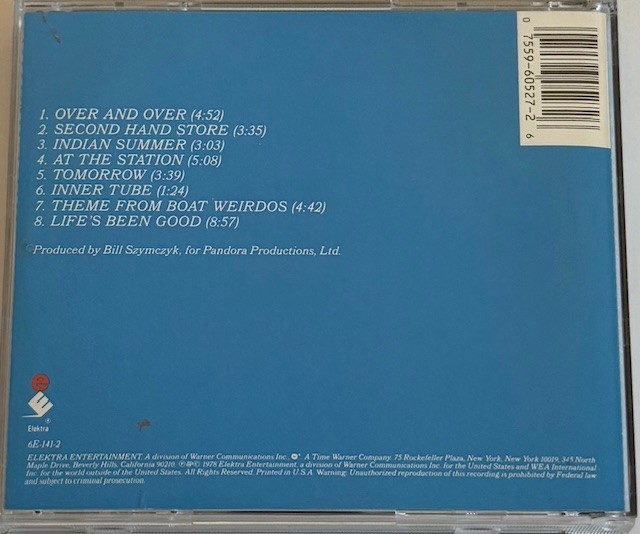 0 7559-60527-2 6
1. OVER AND OVER (4:52)
2. SECOND HAND STORE (3:35)
3. INDIAN SUMMER (3:03)
4. AT THE STATION (5:08)
5. TOMORROW (3:39)
6. INNER TUBE (1:24)
7. THEME FROM BOAT WEIRDOS (4:42)
8. LIFE'S BEEN GOOD (8:57)
Produced by Bill Szymczyk, for Pandora Productions, Ltd.
Elektra
®
6E-141-2
ELEKTRA ENTERTAINMENT, A division of Warner Communications Inc., A Time Warner Company. 75 Rockefeller Plaza, New York, New York 10019, 345 North
Maple Drive, Beverly Hills, California 90210. ℗&© 1978 Elektra Entertainment, a division of Warner Communications Inc. for the United States and WEA International
Inc. for the world outside of the United States. All Rights Reserved. Printed in U.S.A. Warning: Unauthorized reproduction of this recording is prohibited by Federal law
and subject to criminal prosecution.